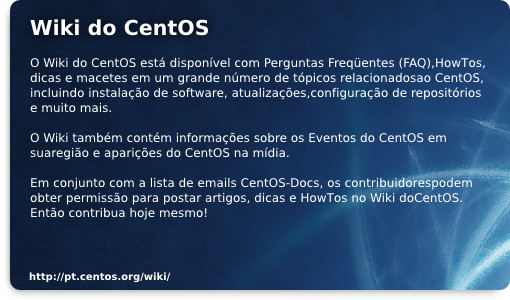 Wiki do CentOS
O Wiki do CentOS está disponível com Perguntas Freqüentes (FAQ),HowTos,
dicas e macetes em um grande número de tópicos relacionadosao CentOS,
incluindo instalação de software, atualizações,configuração de repositórios
e muito mais.
O Wiki também contém informações sobre os Eventos do CentOS em
suaregião e aparições do CentOS na mídia.
Em conjunto com a lista de emails CentOS-Docs, os contribuidorespodem
obter permissão para postar artigos, dicas e HowTos no Wiki doCentOS.
Então contribua hoje mesmo!
http://pt.centos.org/wiki/